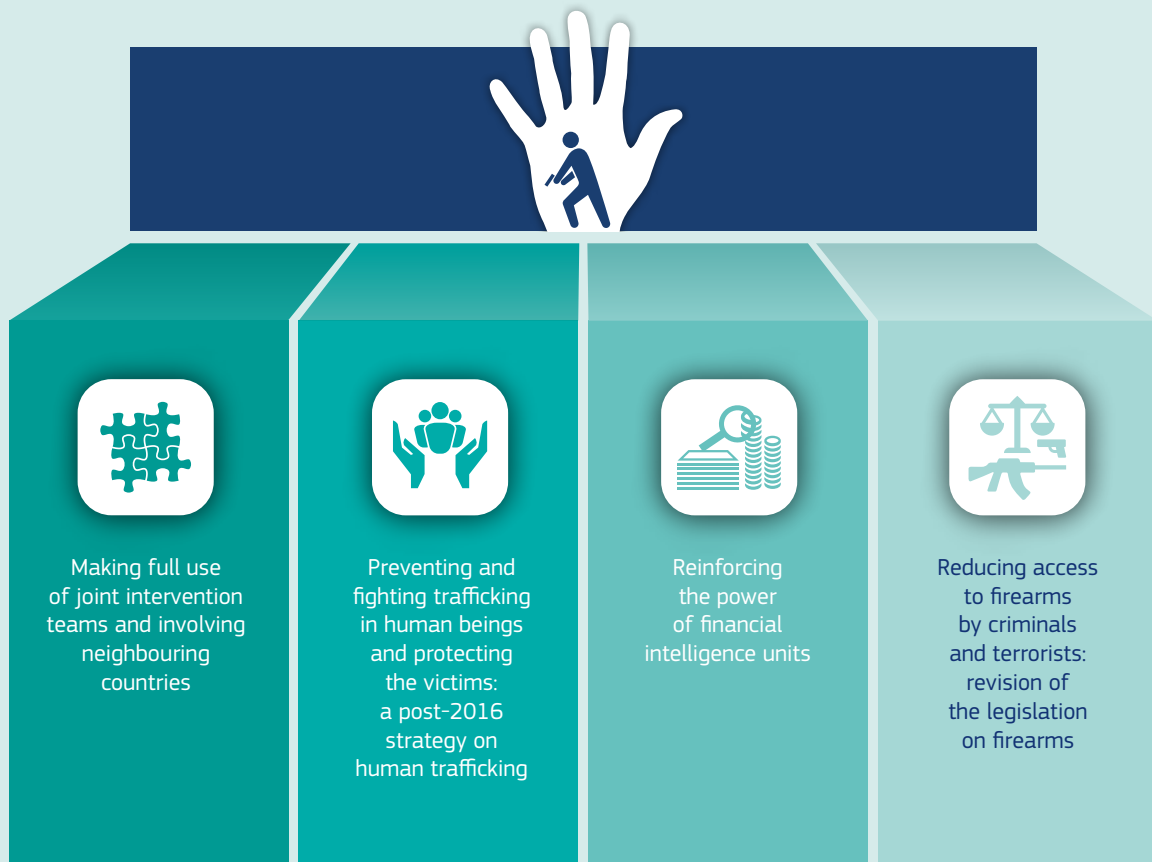 Making full use
of joint intervention
teams and involving
neighbouring
countries
Preventing and
fighting trafficking
in human beings
and protecting
the victims:
a post-2016
strategy on
human trafficking
Reinforcing
the power
of financial
intelligence units
Reducing access
to firearms
by criminals
and terrorists:
revision of
the legislation
on firearms